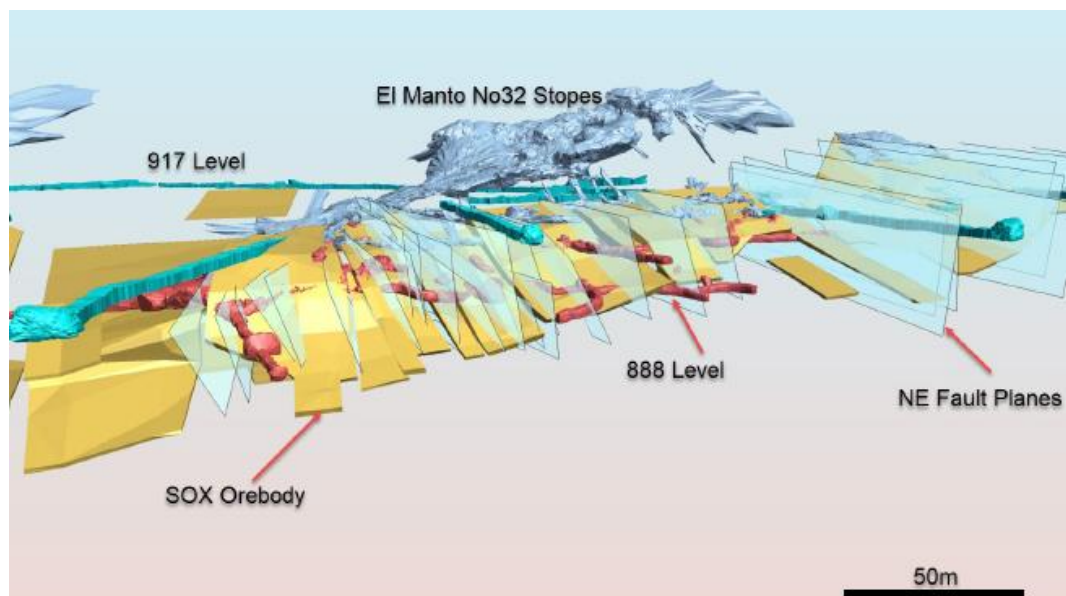 El Manto No32 Stopes
917 Level
888 Level
NE Fault Planes
SOX Orebody
50m